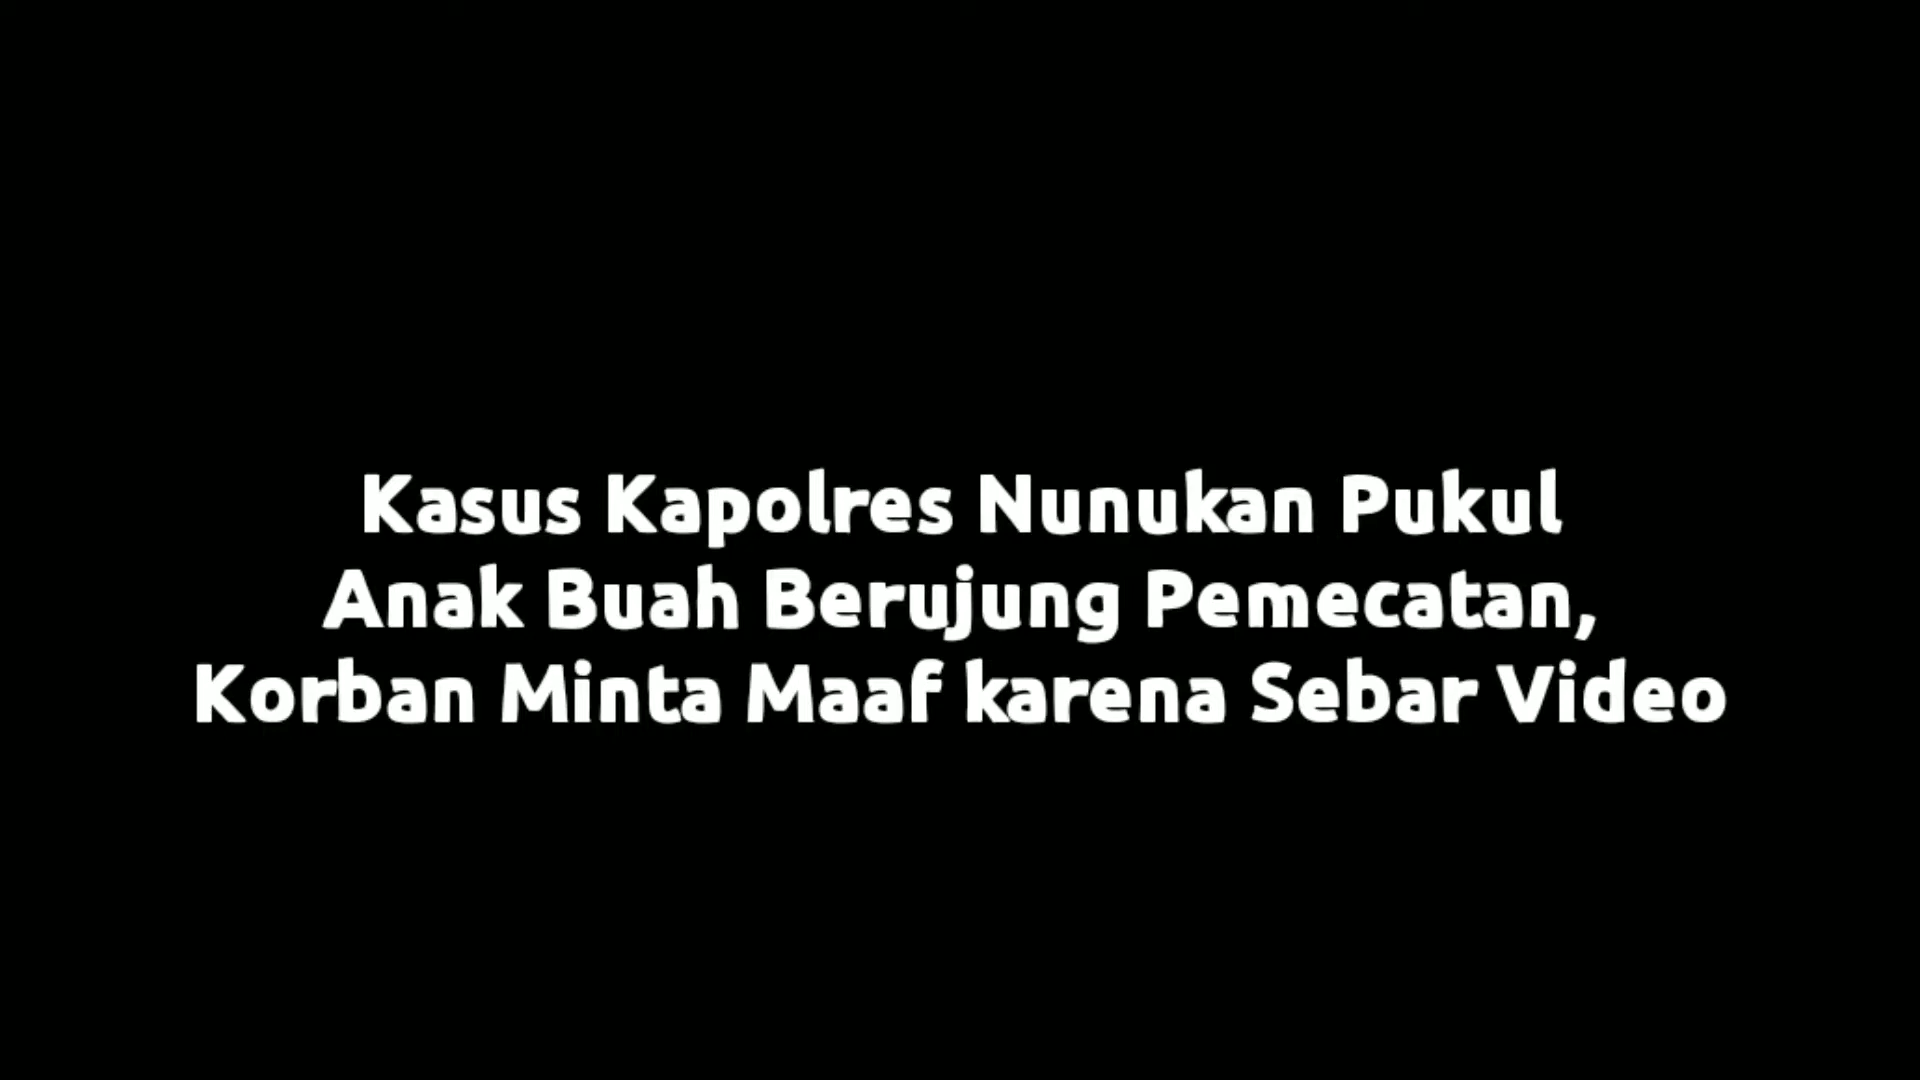 Kasus Kapolres Nunukan Pukul
Anak Buah Berujung Pemecatan,
Korban Minta Maaf karena Sebar Video